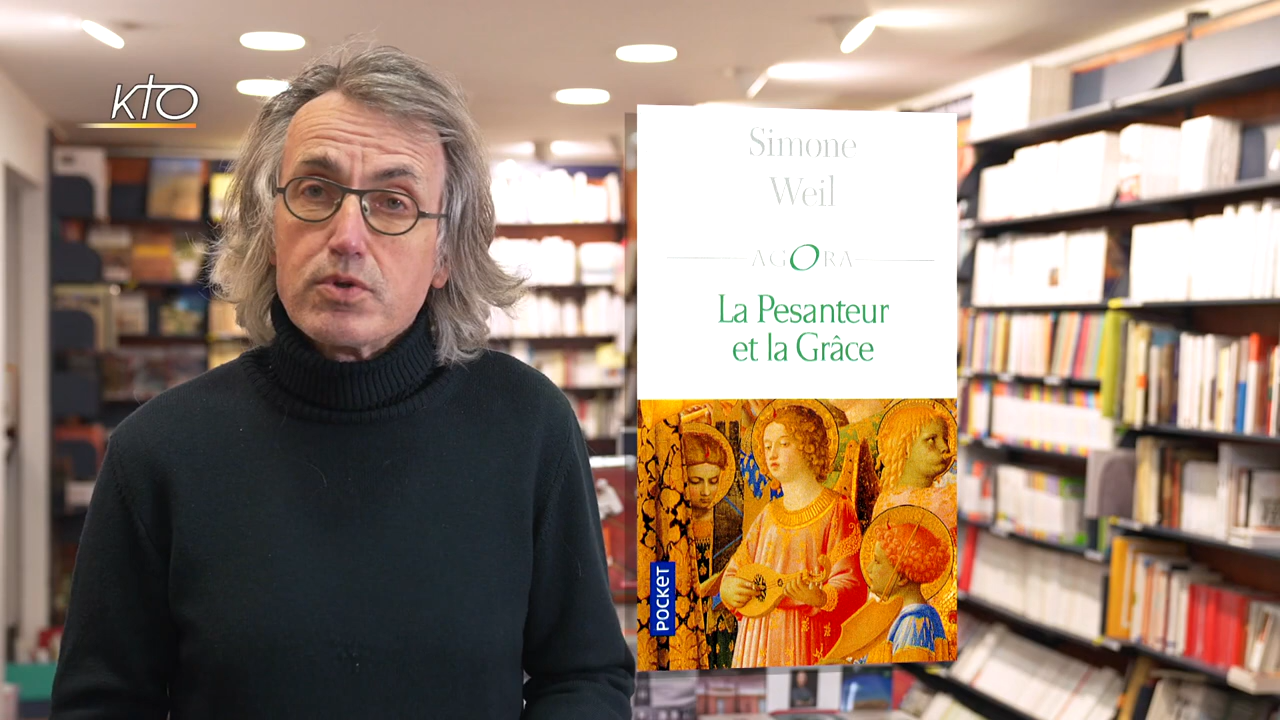 KTO
Simone
Weil
AGORA
La Pesanteur
et la Grâce
POCKET